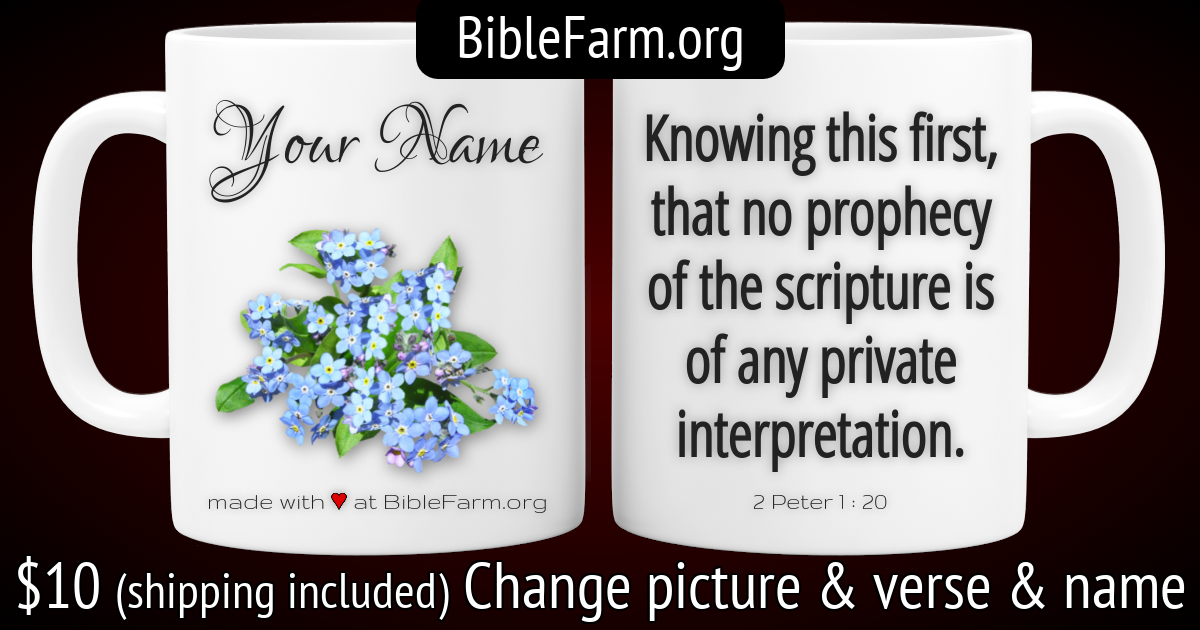 BibleFarm.org
Your Name
made with ♥ at BibleFarm.org
Knowing this first,
that no prophecy
of the scripture is
of any private
interpretation.
2 Peter 1 : 20
$10 (shipping included) Change picture & verse & name